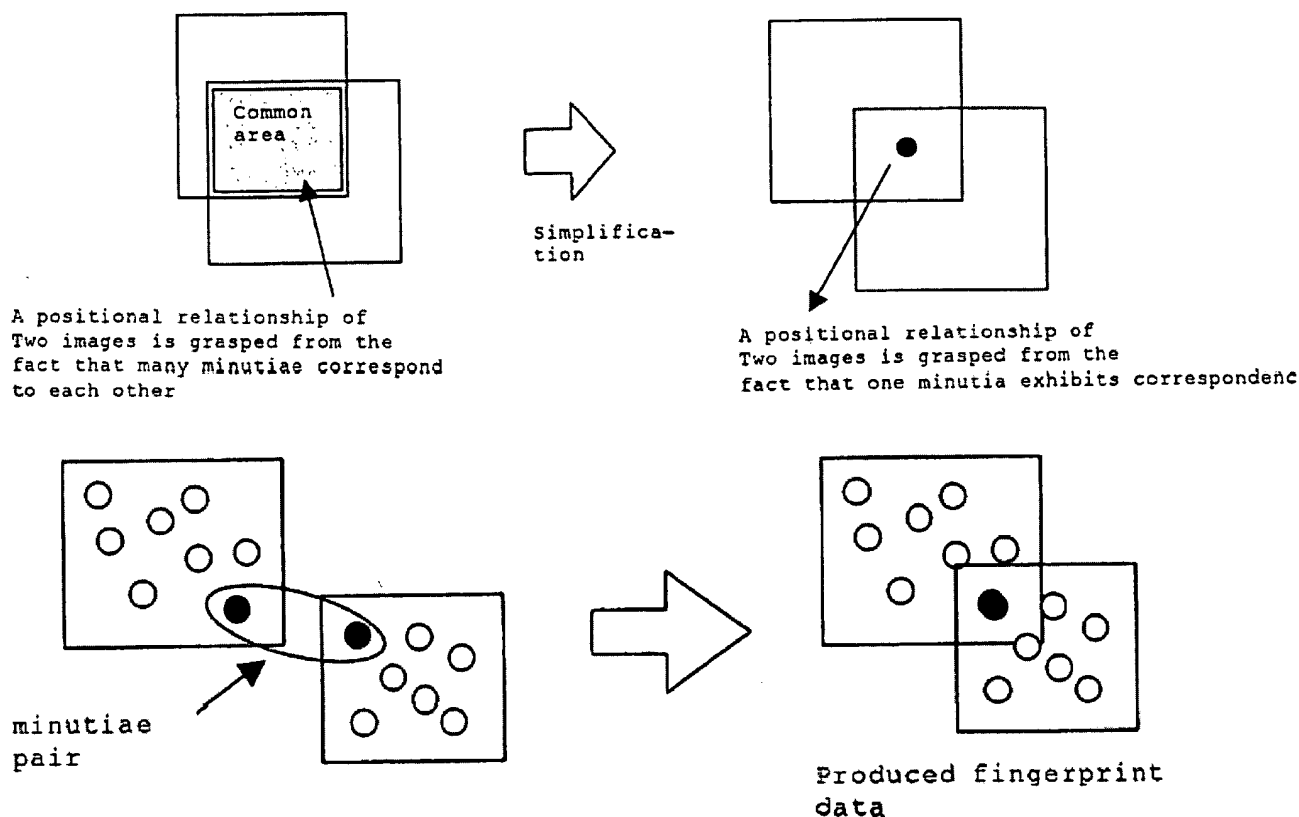 Common
area
Simplifica-
tion
A positional relationship of
Two images is grasped from the
fact that many minutiae correspond
to each other
A positional relationship of
Two images is grasped from the
fact that one minutia exhibits correspondenc
minutiae
pair
Produced fingerprint
data